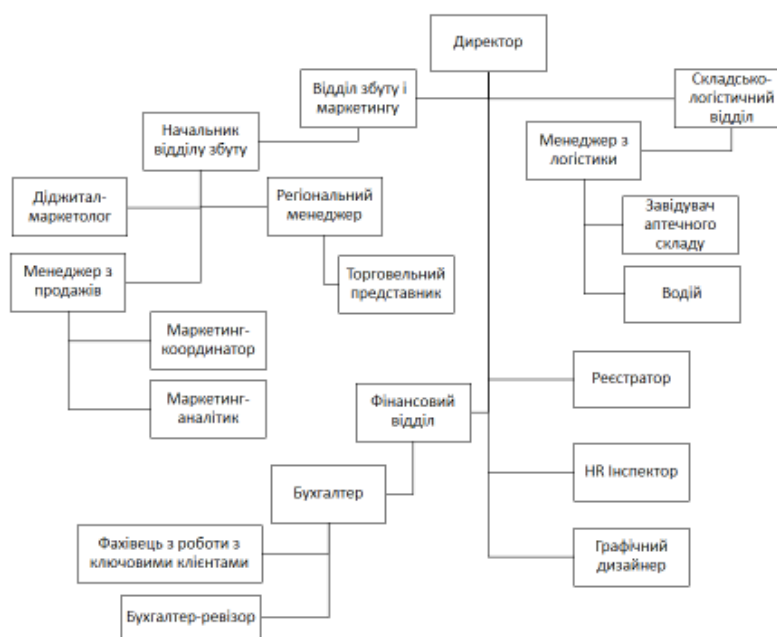 Директор
Відділ збуту і
маркетингу
Складсько-
логістичний
відділ
Начальник
відділу збуту
Менеджер з
логістики
Діджитал-
маркетолог
Регіональний
менеджер
Завідувач
аптечного
складу
Менеджер з
продажів
Торговельний
представник
Водій
Маркетинг-
координатор
Маркетинг-
аналітик
Фінансовий
відділ
Реєстратор
Бухгалтер
HR Інспектор
Фахівець з роботи з
ключовими клієнтами
Графічний
дизайнер
Бухгалтер-ревізор